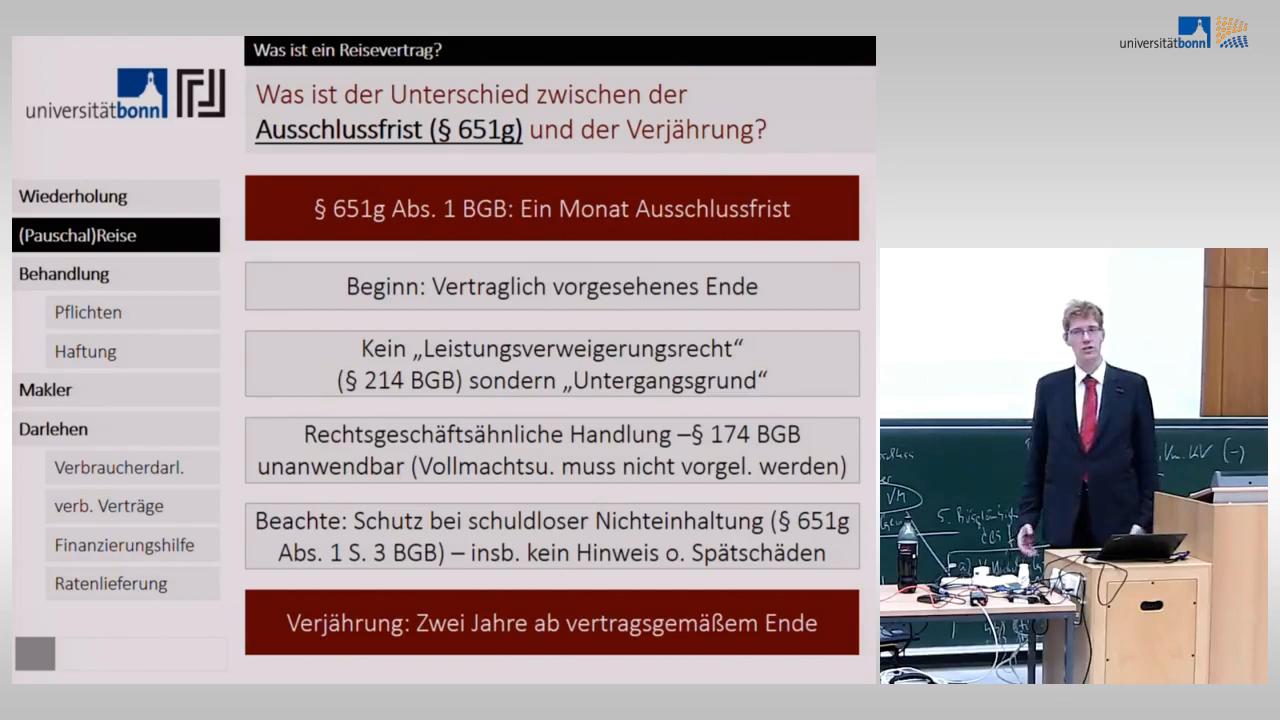 universitätbonn
Was ist ein Reisevertrag?
universitätbonn
Was ist der Unterschied zwischen der
Ausschlussfrist (§ 651g) und der Verjährung?
Wiederholung
(Pauschal)Reise
Behandlung
Pflichten
Haftung
Makler
Darlehen
Verbraucherdarl.
verb. Verträge
Finanzierungshilfe
Ratenlieferung
§ 651g Abs. 1 BGB: Ein Monat Ausschlussfrist
Beginn: Vertraglich vorgesehenes Ende
Kein „Leistungsverweigerungsrecht“
(§ 214 BGB) sondern „Untergangsgrund“
Rechtsgeschäftsähnliche Handlung –§ 174 BGB
unanwendbar (Vollmachtsu. muss nicht vorgel. werden)
Beachte: Schutz bei schuldloser Nichteinhaltung (§ 651g
Abs. 1 S. 3 BGB) – insb. kein Hinweis o. Spätschäden
Verjährung: Zwei Jahre ab vertragsgemäßem Ende
VM
KV (-)
5.